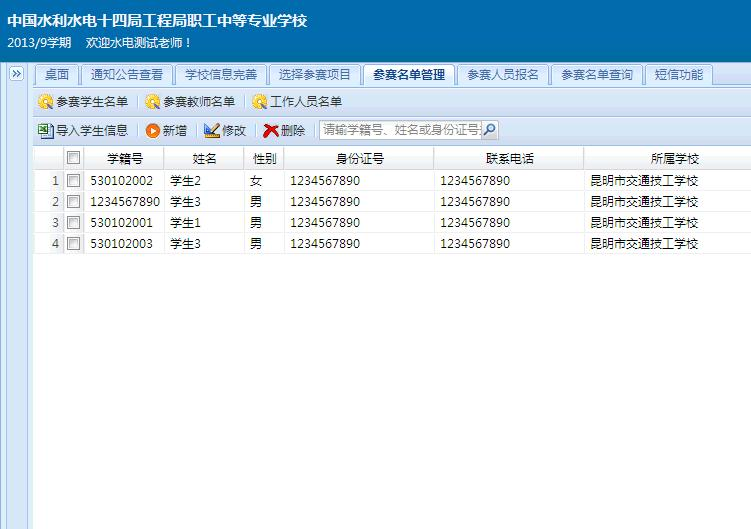 中国水利水电十四局工程局职工中等专业学校
2013/9学期 欢迎水电测试老师！
桌面 通知公告查看 学校信息完善 选择参赛项目 参赛名单管理 参赛人员报名 参赛名单查询 短信功能
参赛学生名单 参赛教师名单 工作人员名单
导入学生信息 新增 修改 删除 请输学籍号、姓名或身份证号
学籍号 姓名 性别 身份证号 联系电话 所属学校
1 530102002 学生2 女 1234567890 1234567890 昆明市交通技工学校
2 1234567890 学生3 男 1234567890 1234567890 昆明市交通技工学校
3 530102001 学生1 男 1234567890 1234567890 昆明市交通技工学校
4 530102003 学生3 男 1234567890 1234567890 昆明市交通技工学校